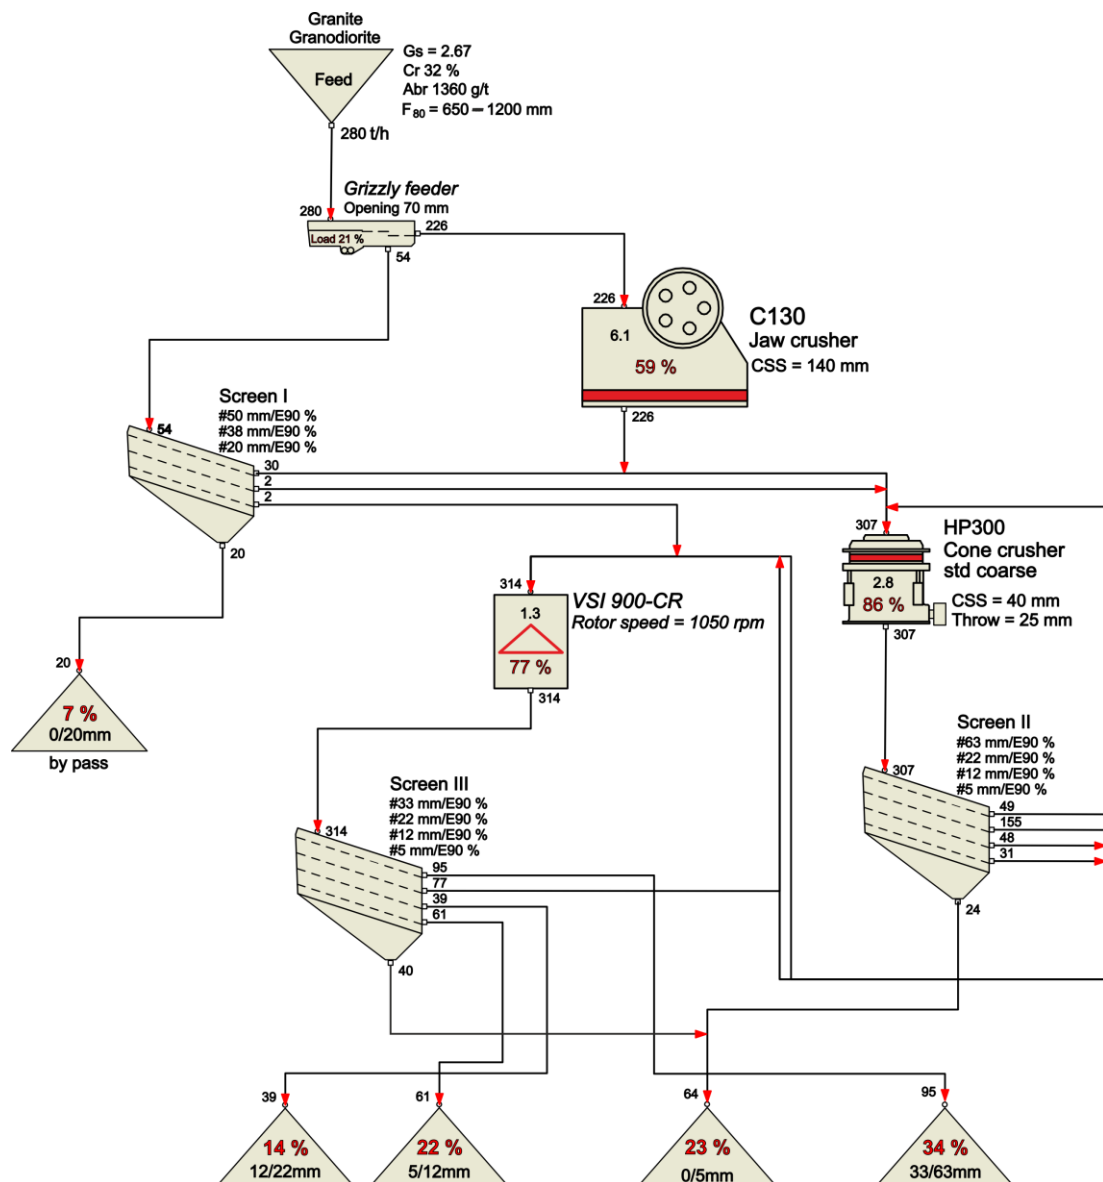 Granite
Granodiorite
Feed
Gs = 2.67
Cr 32 %
Abr 1360 g/t
F80 = 650 – 1200 mm
280 t/h
Grizzly feeder
Opening 70 mm
280
Load 21 %
226
54
226
6.1
59 %
C130
Jaw crusher
CSS = 140 mm
226
Screen I
#50 mm/E90 %
#38 mm/E90 %
#20 mm/E90 %
54
30
2
2
20
307
HP300
Cone crusher
std coarse
2.8
86 %
CSS = 40 mm
Throw = 25 mm
307
314
VSI 900-CR
Rotor speed = 1050 rpm
1.3
77 %
314
20
7 %
0/20mm
by pass
Screen II
#63 mm/E90 %
#22 mm/E90 %
#12 mm/E90 %
#5 mm/E90 %
307
49
155
48
31
24
Screen III
#33 mm/E90 %
#22 mm/E90 %
#12 mm/E90 %
#5 mm/E90 %
314
95
77
39
61
40
39
14 %
12/22mm
61
22 %
5/12mm
64
23 %
0/5mm
95
34 %
33/63mm